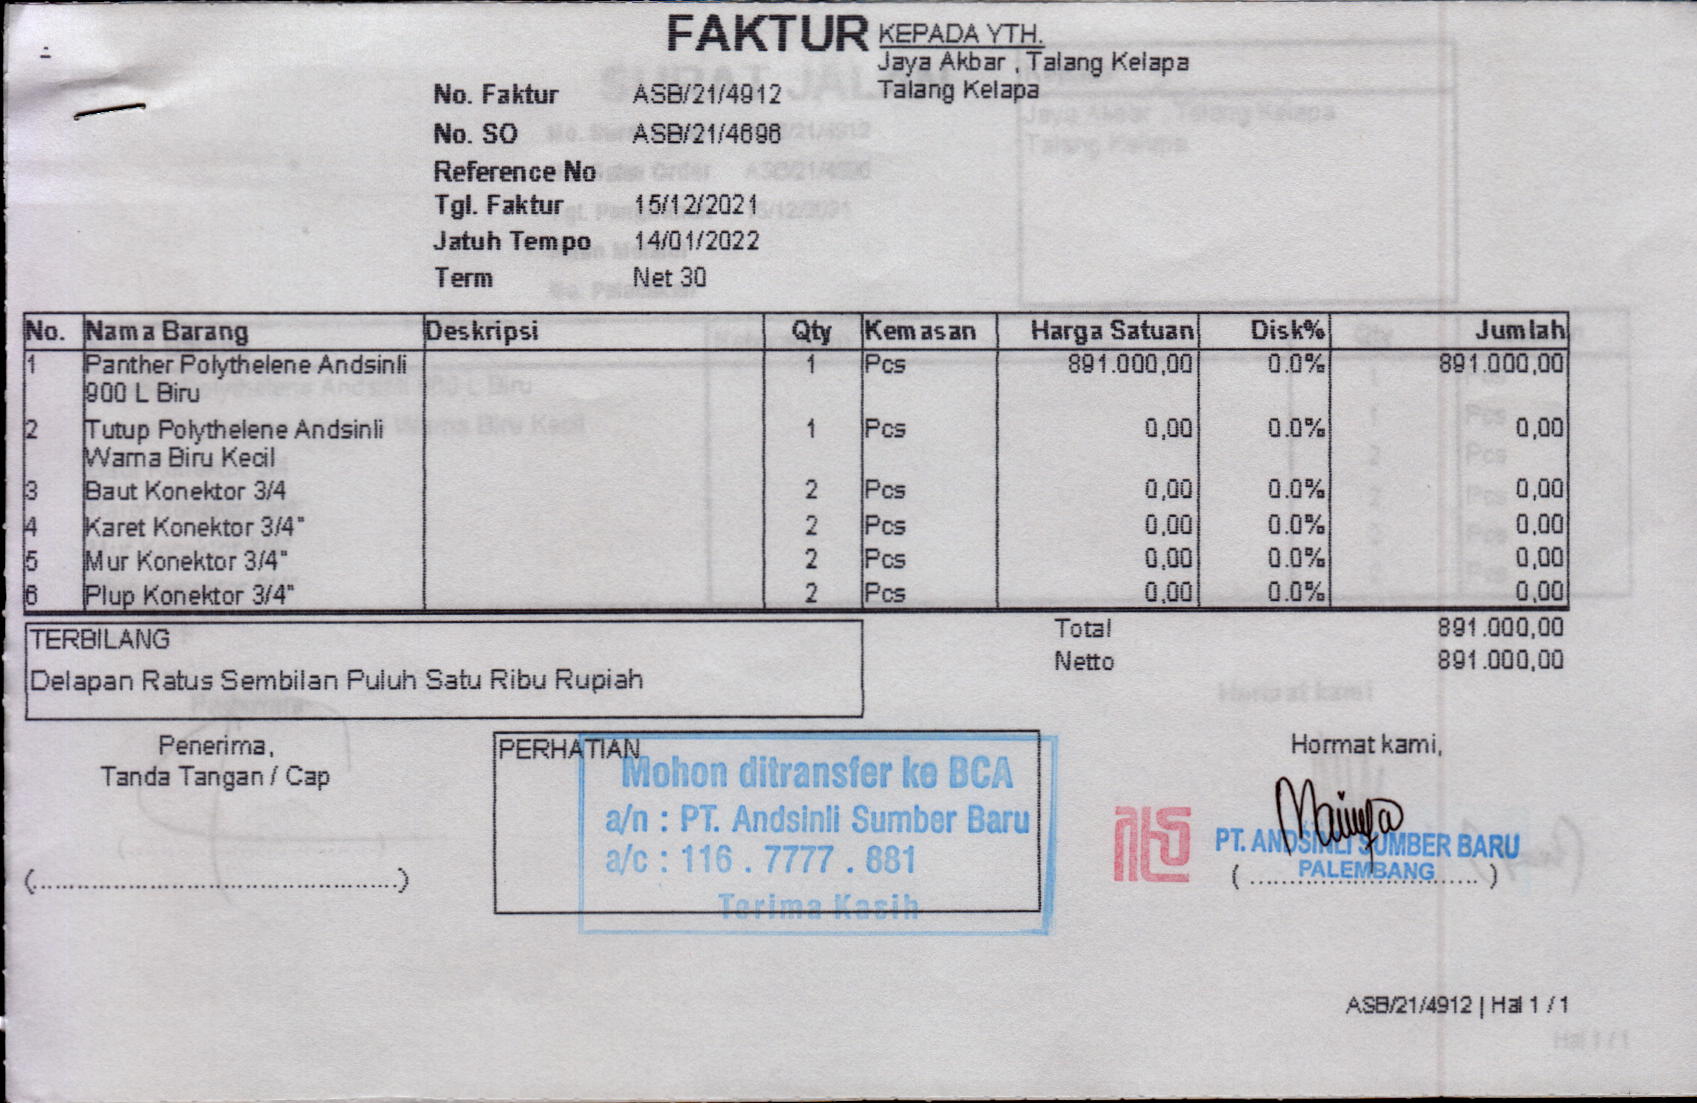 FAKTUR
KEPADA YTH.
Jaya Akbar , Talang Kelapa
Talang Kelapa
No. Faktur ASB/21/4912
No. SO ASB/21/4696
Reference No
Tgl. Faktur 15/12/2021
Jatuh Tempo 14/01/2022
Term Net 30
No. Nama Barang Deskripsi Qty Kemasan Harga Satuan Disk% Jumlah
1 Panther Polythelene Andsinli 1 Pcs 891.000,00 0.0% 891.000,00
900 L Biru
2 Tutup Polythelene Andsinli 1 Pcs 0,00 0.0% 0,00
Warna Biru Kecil
3 Baut Konektor 3/4 2 Pcs 0,00 0.0% 0,00
4 Karet Konektor 3/4" 2 Pcs 0,00 0.0% 0,00
5 Mur Konektor 3/4" 2 Pcs 0,00 0.0% 0,00
6 Plup Konektor 3/4" 2 Pcs 0,00 0.0% 0,00
Total 891.000,00
Netto 891.000,00
TERBILANG
Delapan Ratus Sembilan Puluh Satu Ribu Rupiah
Penerima,
Tanda Tangan / Cap
(................................................)
PERHATIAN
Mohon ditransfer ke BCA
a/n : PT. Andsinli Sumber Baru
a/c : 116 . 7777 . 881
Terima Kasih
Hormat kami,
PT. ANDSINLI SUMBER BARU
PALEMBANG
( ................................ )
ASB/21/4912 | Hal 1 / 1